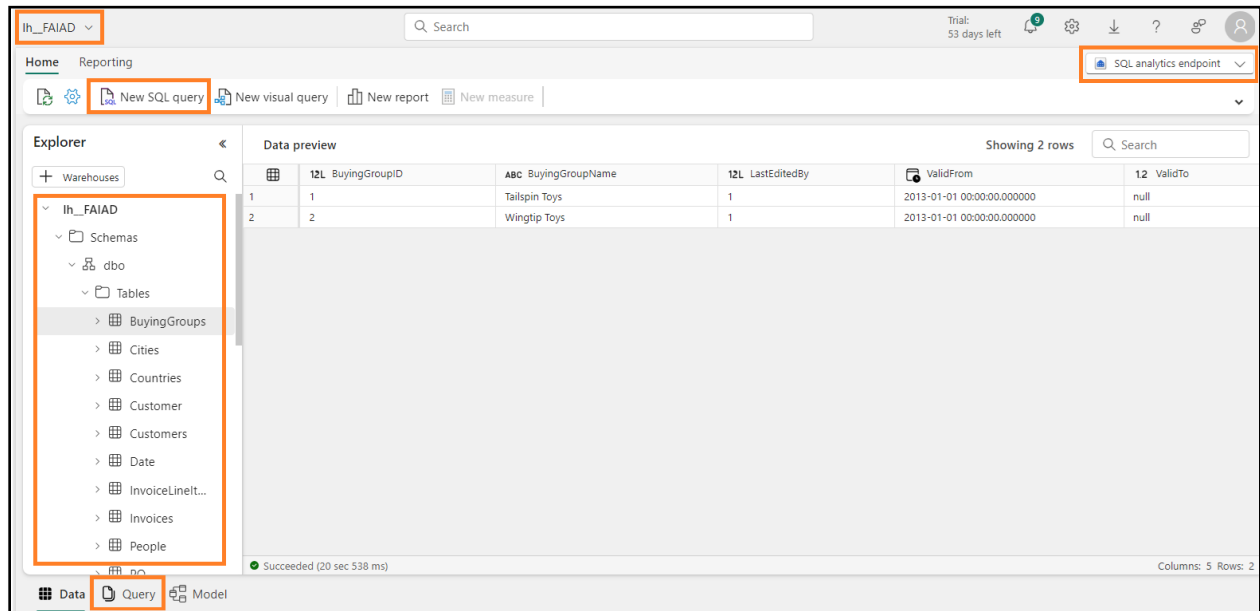 lh__FAIAD
Search
Trial:
53 days left
9
?
Home Reporting
SQL analytics endpoint
SQL New SQL query New visual query New report New measure
Explorer
Data preview Showing 2 rows Search
+ Warehouses
12L BuyingGroupID ABC BuyingGroupName 12L LastEditedBy ValidFrom 1.2 ValidTo
1 1 Tailspin Toys 1 2013-01-01 00:00:00.000000 null
2 2 Wingtip Toys 1 2013-01-01 00:00:00.000000 null
lh__FAIAD
Schemas
dbo
Tables
BuyingGroups
Cities
Countries
Customer
Customers
Date
InvoiceLineIt...
Invoices
People
PO
Succeeded (20 sec 538 ms) Columns: 5 Rows: 2
Data Query Model